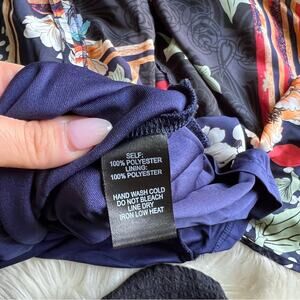 SELF:
100% POLYESTER
LINING:
100% POLYESTER
HAND WASH COLD
DO NOT BLEACH
LINE DRY
IRON LOW HEAT